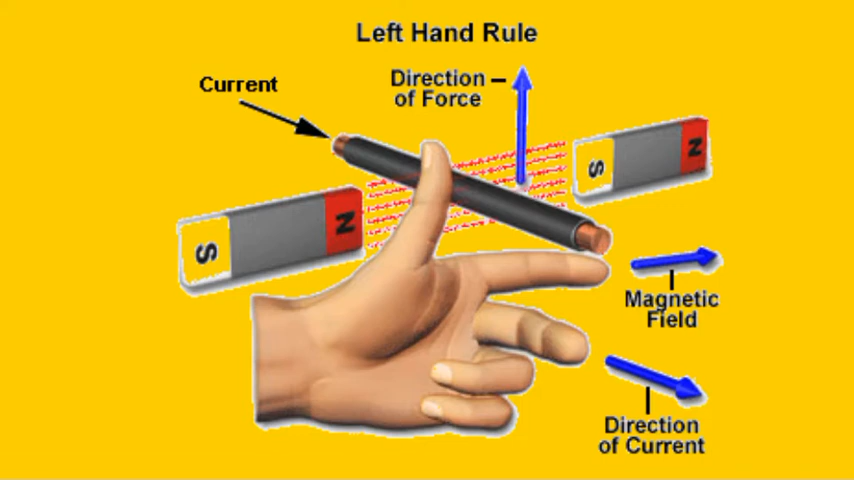 Left Hand Rule
Current
Direction
of Force
S
N
S
N
Magnetic
Field
Direction
of Current